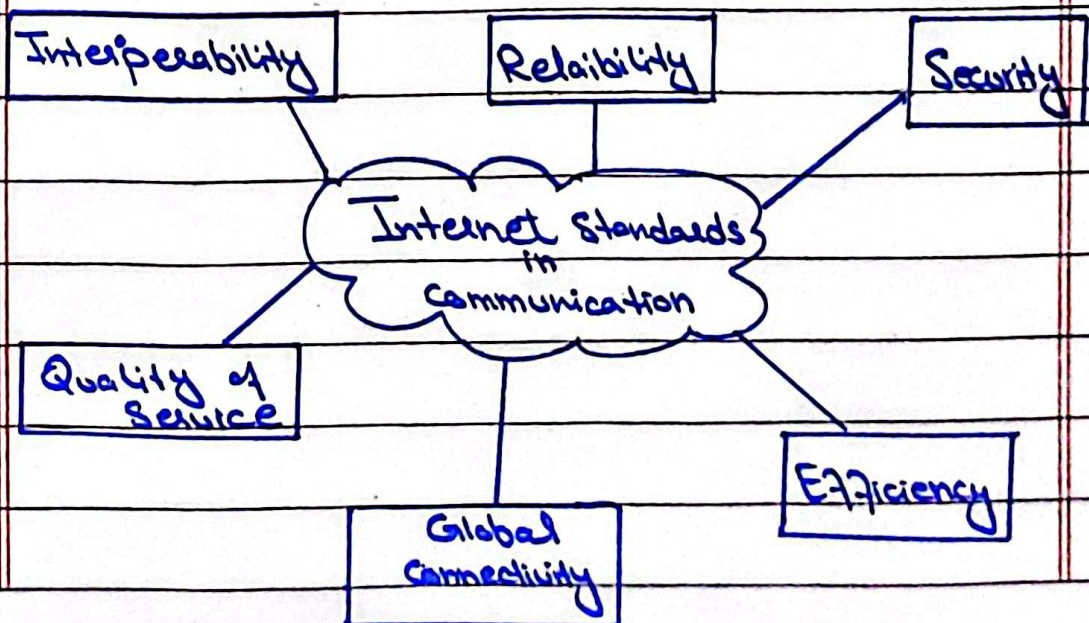 Interperability
Relaibility
Security
Internet Standards
in
communication
Quality of
Service
Efficiency
Global
Connectivity